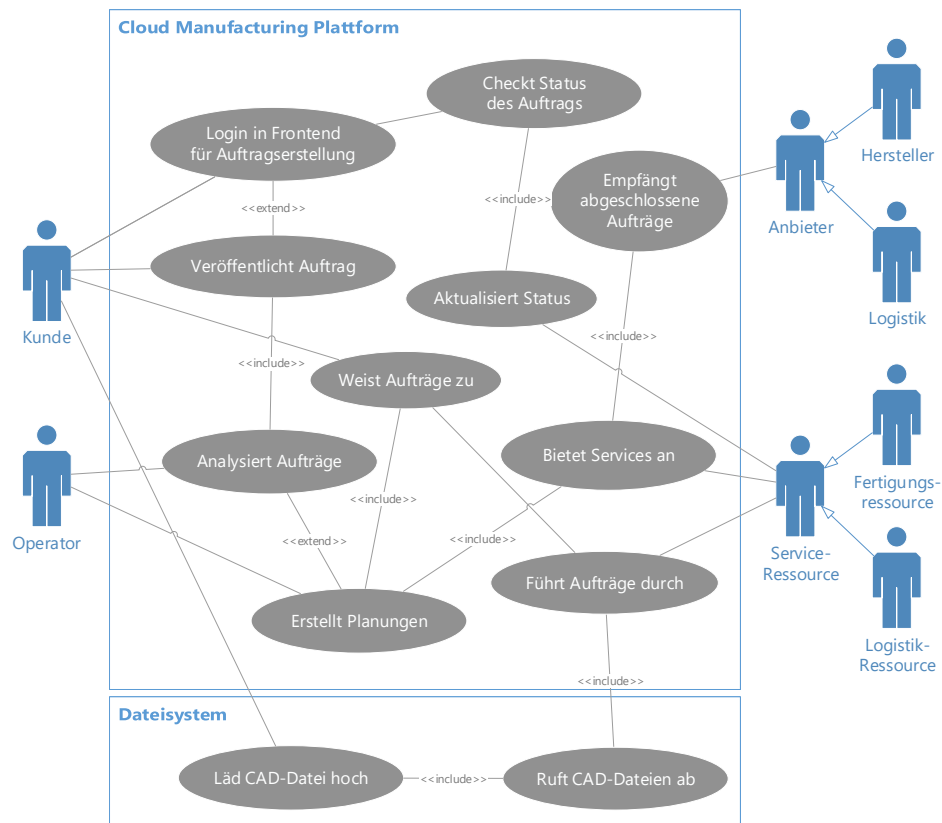 Cloud Manufacturing Plattform
Checkt Status
des Auftrags
Login in Frontend
für Auftragserstellung
Hersteller
Empfängt
abgeschlossene
Aufträge
<<include>>
<<extend>>
Anbieter
Veröffentlicht Auftrag
Aktualisiert Status
Kunde
Logistik
<<include>>
<<include>>
Weist Aufträge zu
Analysiert Aufträge
Bietet Services an
Fertigungs-
ressource
<<include>>
Operator
<<extend>>
<<include>>
Service-
Ressource
Führt Aufträge durch
Erstellt Planungen
Logistik-
Ressource
<<include>>
Dateisystem
Läd CAD-Datei hoch
<<include>>
Ruft CAD-Dateien ab